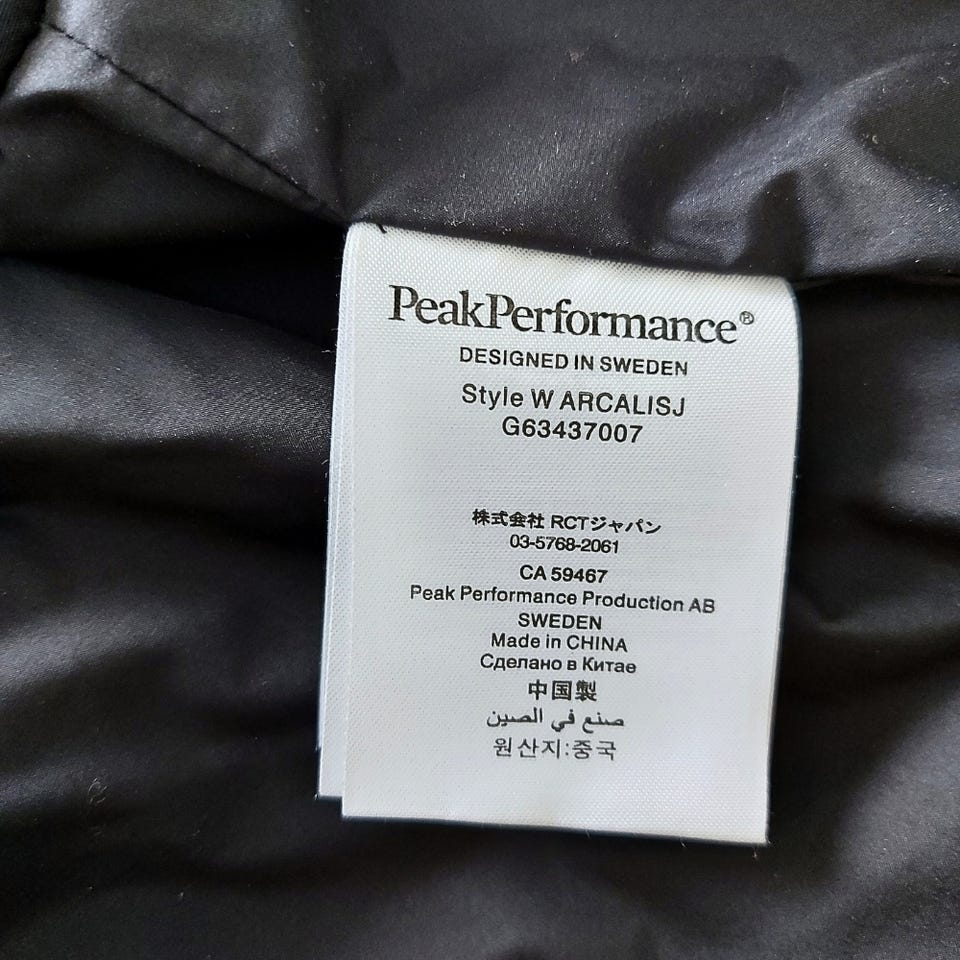 PeakPerformance®
DESIGNED IN SWEDEN
Style W ARCALISJ
G63437007
株式会社 RCTジャパン
03-5768-2061
CA 59467
Peak Performance Production AB
SWEDEN
Made in CHINA
Сделано в Китае
中国製
صنع في الصين
원산지:중국